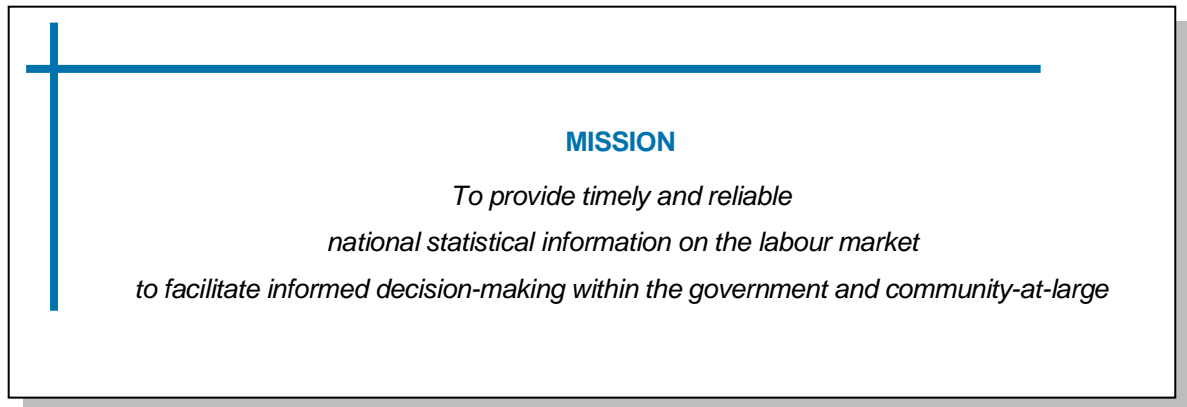 MISSION
To provide timely and reliable
national statistical information on the labour market
to facilitate informed decision-making within the government and community-at-large